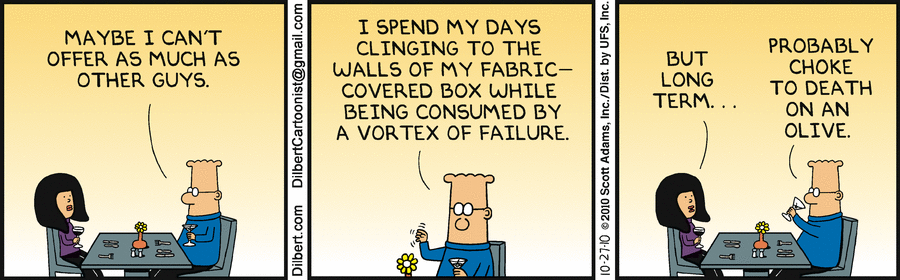 MAYBE I CAN'T
OFFER AS MUCH AS
OTHER GUYS.
Dilbert.com DilbertCartoonist@gmail.com
I SPEND MY DAYS
CLINGING TO THE
WALLS OF MY FABRIC–
COVERED BOX WHILE
BEING CONSUMED BY
A VORTEX OF FAILURE.
10-27-10 ©2010 Scott Adams, Inc./Dist. by UFS, Inc.
BUT
LONG
TERM. . .
PROBABLY
CHOKE
TO DEATH
ON AN
OLIVE.